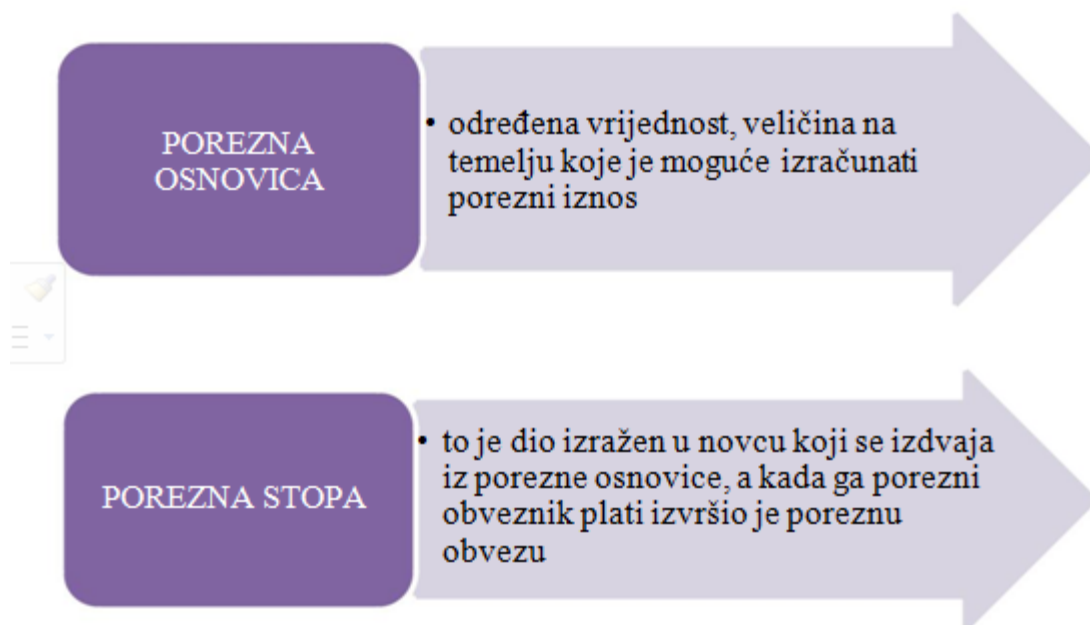 POREZNA
OSNOVICA
• određena vrijednost, veličina na
temelju koje je moguće izračunati
porezni iznos
POREZNA STOPA
• to je dio izražen u novcu koji se izdvaja
iz porezne osnovice, a kada ga porezni
obveznik plati izvršio je poreznu
obvezu